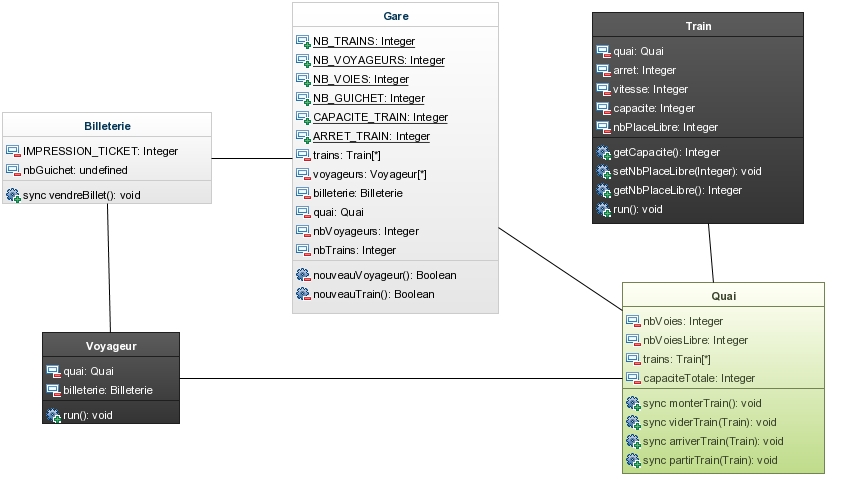 Gare
NB_TRAINS: Integer
NB_VOYAGEURS: Integer
NB_VOIES: Integer
NB_GUICHET: Integer
CAPACITE_TRAIN: Integer
ARRET_TRAIN: Integer
trains: Train[*]
voyageurs: Voyageur[*]
billeterie: Billeterie
quai: Quai
nbVoyageurs: Integer
nbTrains: Integer
nouveauVoyageur(): Boolean
nouveauTrain(): Boolean
Train
quai: Quai
arret: Integer
vitesse: Integer
capacite: Integer
nbPlaceLibre: Integer
getCapacite(): Integer
setNbPlaceLibre(Integer): void
getNbPlaceLibre(): Integer
run(): void
Billeterie
IMPRESSION_TICKET: Integer
nbGuichet: undefined
sync vendreBillet(): void
Voyageur
quai: Quai
billeterie: Billeterie
run(): void
Quai
nbVoies: Integer
nbVoiesLibre: Integer
trains: Train[*]
capaciteTotale: Integer
sync monterTrain(): void
sync viderTrain(Train): void
sync arriverTrain(Train): void
sync partirTrain(Train): void